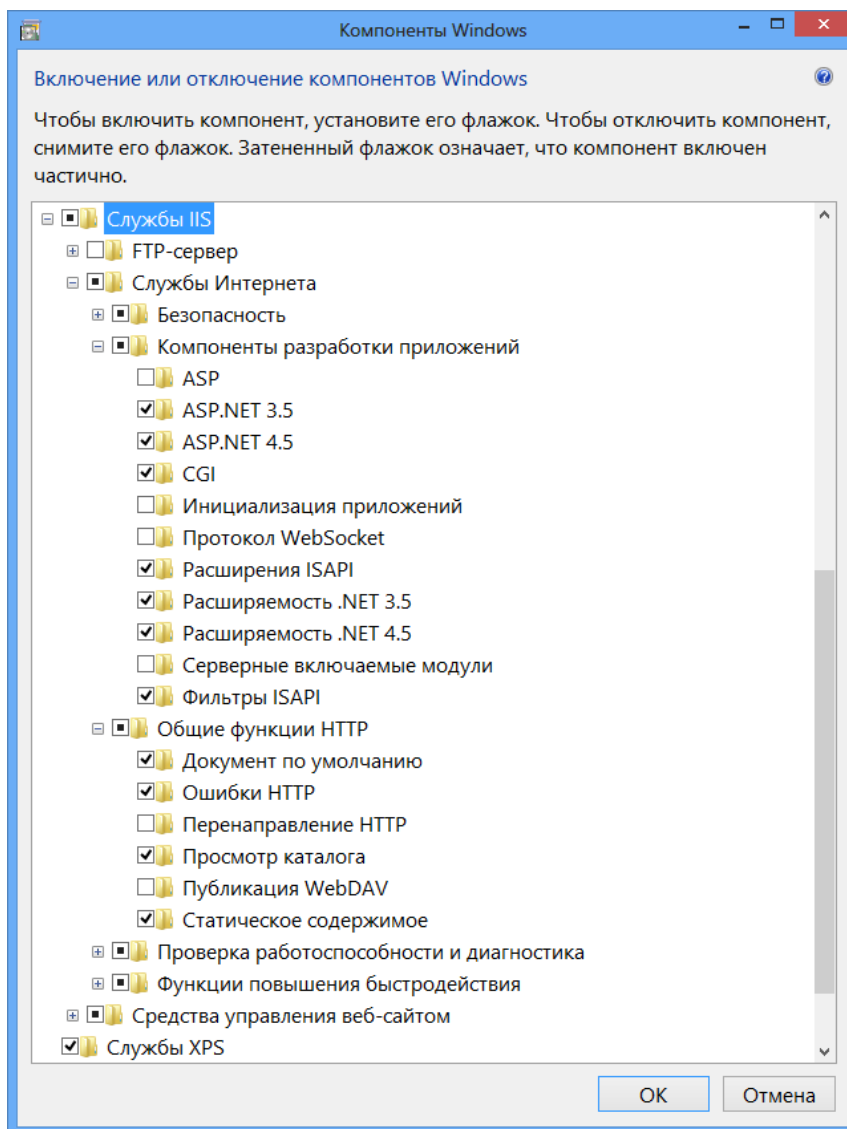 Компоненты Windows
Включение или отключение компонентов Windows
Чтобы включить компонент, установите его флажок. Чтобы отключить компонент,
снимите его флажок. Затененный флажок означает, что компонент включен
частично.
Службы IIS
FTP-сервер
Службы Интернета
Безопасность
Компоненты разработки приложений
ASP
ASP.NET 3.5
ASP.NET 4.5
CGI
Инициализация приложений
Протокол WebSocket
Расширения ISAPI
Расширяемость .NET 3.5
Расширяемость .NET 4.5
Серверные включаемые модули
Фильтры ISAPI
Общие функции HTTP
Документ по умолчанию
Ошибки HTTP
Перенаправление HTTP
Просмотр каталога
Публикация WebDAV
Статическое содержимое
Проверка работоспособности и диагностика
Функции повышения быстродействия
Средства управления веб-сайтом
Службы XPS
ОК Отмена